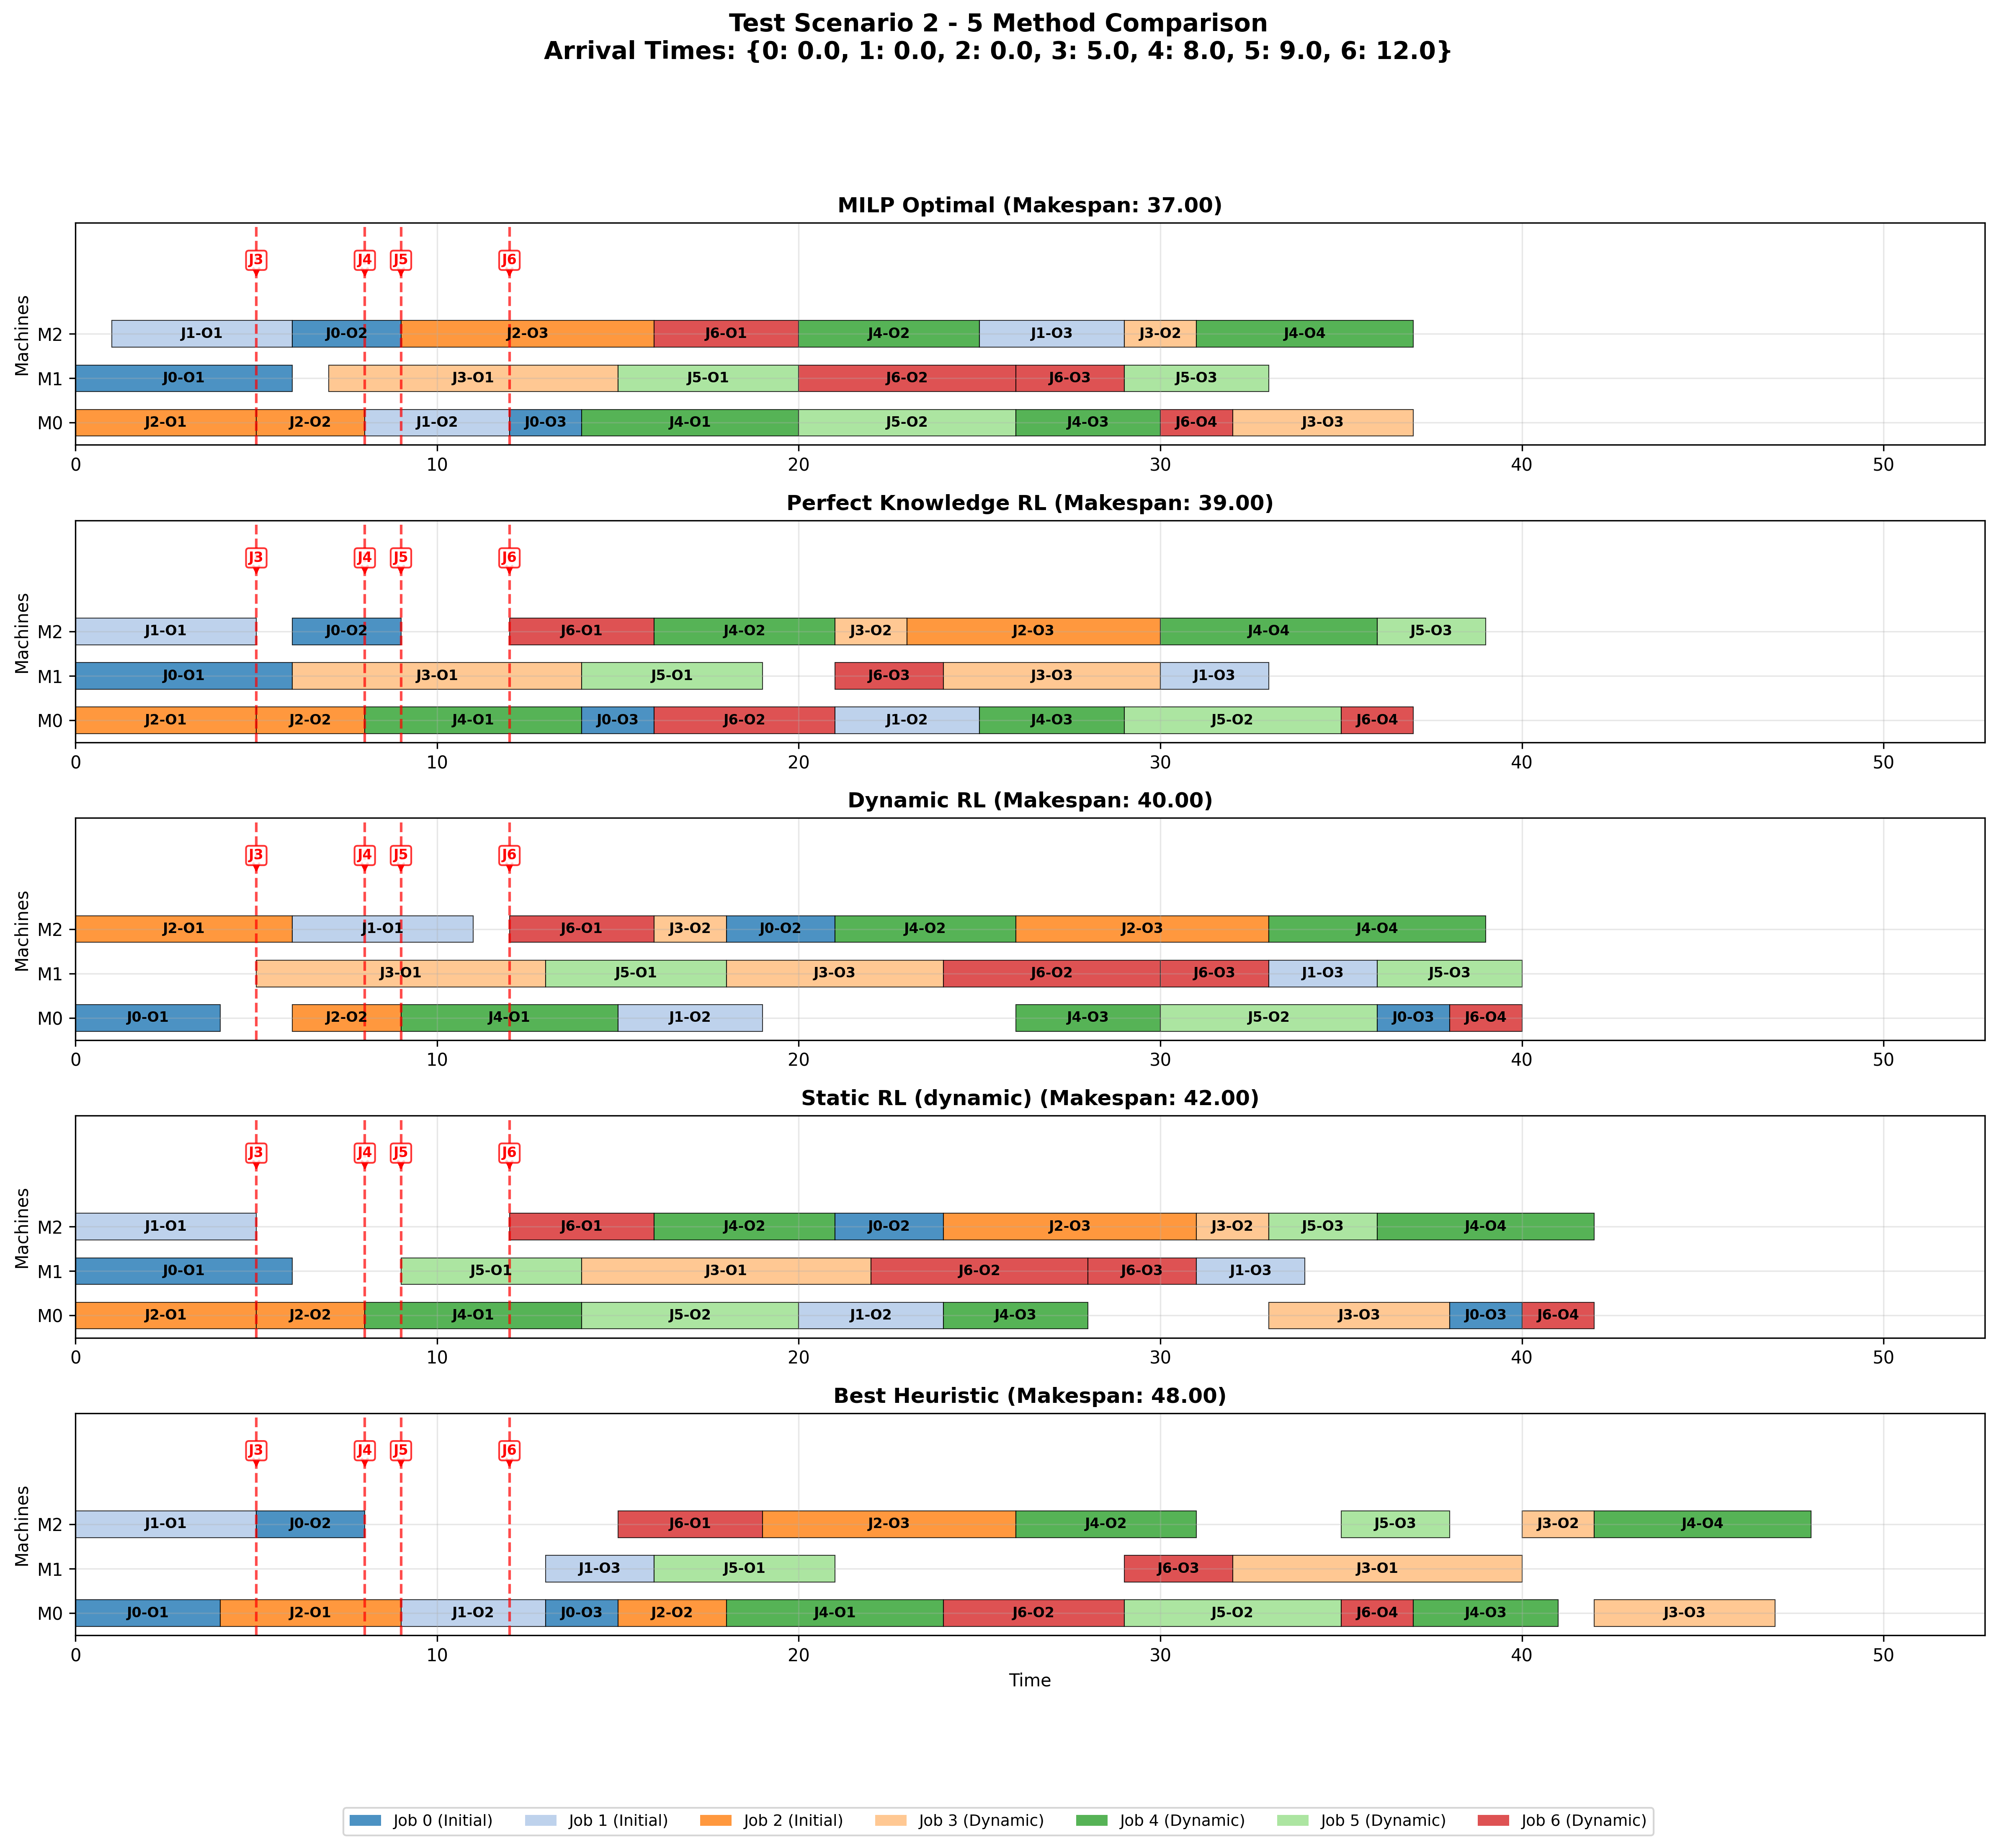 Test Scenario 2 - 5 Method Comparison
Arrival Times: {0: 0.0, 1: 0.0, 2: 0.0, 3: 5.0, 4: 8.0, 5: 9.0, 6: 12.0}
MILP Optimal (Makespan: 37.00)
J3 J4 J5 J6
Machines
M2 J1-O1 J0-O2 J2-O3 J6-O1 J4-O2 J1-O3 J3-O2 J4-O4
M1 J0-O1 J3-O1 J5-O1 J6-O2 J6-O3 J5-O3
M0 J2-O1 J2-O2 J1-O2 J0-O3 J4-O1 J5-O2 J4-O3 J6-O4 J3-O3
0 10 20 30 40 50
Perfect Knowledge RL (Makespan: 39.00)
J3 J4 J5 J6
Machines
M2 J1-O1 J0-O2 J6-O1 J4-O2 J3-O2 J2-O3 J4-O4 J5-O3
M1 J0-O1 J3-O1 J5-O1 J6-O3 J3-O3 J1-O3
M0 J2-O1 J2-O2 J4-O1 J0-O3 J6-O2 J1-O2 J4-O3 J5-O2 J6-O4
0 10 20 30 40 50
Dynamic RL (Makespan: 40.00)
J3 J4 J5 J6
Machines
M2 J2-O1 J1-O1 J6-O1 J3-O2 J0-O2 J4-O2 J2-O3 J4-O4
M1 J3-O1 J5-O1 J3-O3 J6-O2 J6-O3 J1-O3 J5-O3
M0 J0-O1 J2-O2 J4-O1 J1-O2 J4-O3 J5-O2 J0-O3 J6-O4
0 10 20 30 40 50
Static RL (dynamic) (Makespan: 42.00)
J3 J4 J5 J6
Machines
M2 J1-O1 J6-O1 J4-O2 J0-O2 J2-O3 J3-O2 J5-O3 J4-O4
M1 J0-O1 J5-O1 J3-O1 J6-O2 J6-O3 J1-O3
M0 J2-O1 J2-O2 J4-O1 J5-O2 J1-O2 J4-O3 J3-O3 J0-O3 J6-O4
0 10 20 30 40 50
Best Heuristic (Makespan: 48.00)
J3 J4 J5 J6
Machines
M2 J1-O1 J0-O2 J6-O1 J2-O3 J4-O2 J5-O3 J3-O2 J4-O4
M1 J1-O3 J5-O1 J6-O3 J3-O1
M0 J0-O1 J2-O1 J1-O2 J0-O3 J2-O2 J4-O1 J6-O2 J5-O2 J6-O4 J4-O3 J3-O3
0 10 20 30 40 50
Time
Job 0 (Initial) Job 1 (Initial) Job 2 (Initial) Job 3 (Dynamic) Job 4 (Dynamic) Job 5 (Dynamic) Job 6 (Dynamic)